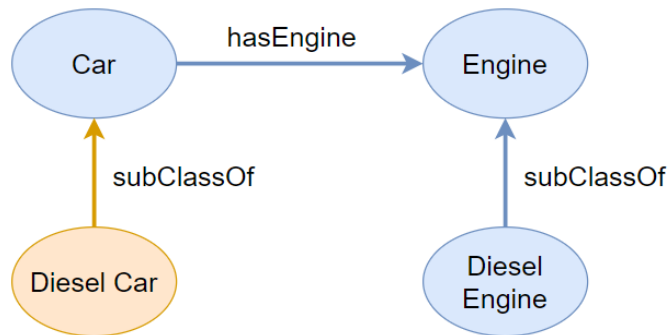 hasEngine
Car
Engine
subClassOf
subClassOf
Diesel Car
Diesel
Engine